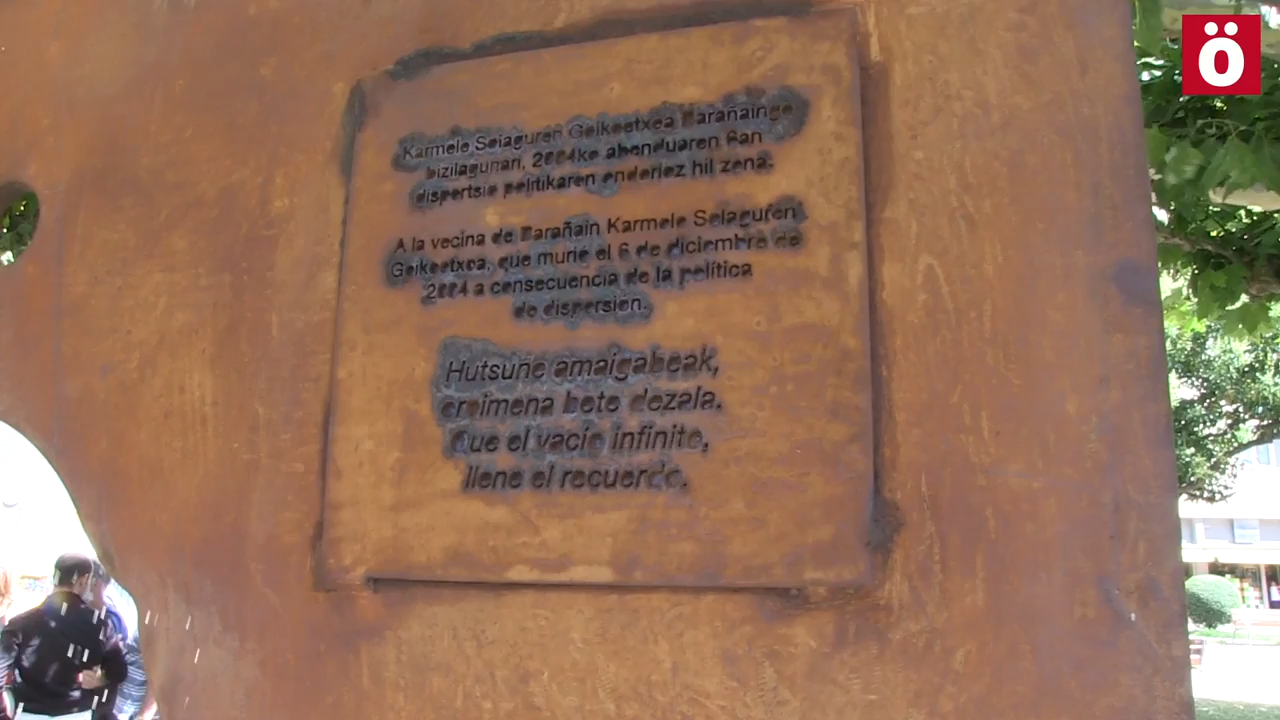 ö
Karmele Solaguren Goikoetxea Barañaingo
bizilagunari, 2004ko abenduaren 6an
dispertsio politikaren ondorioz hil zena.
A la vecina de Barañain Karmele Solaguren
Goikoetxea, que murió el 6 de diciembre de
2004 a consecuencia de la política
de dispersión.
Hutsune amaigabeak,
oroimena bete dezala.
Que el vacío infinito,
llene el recuerdo.